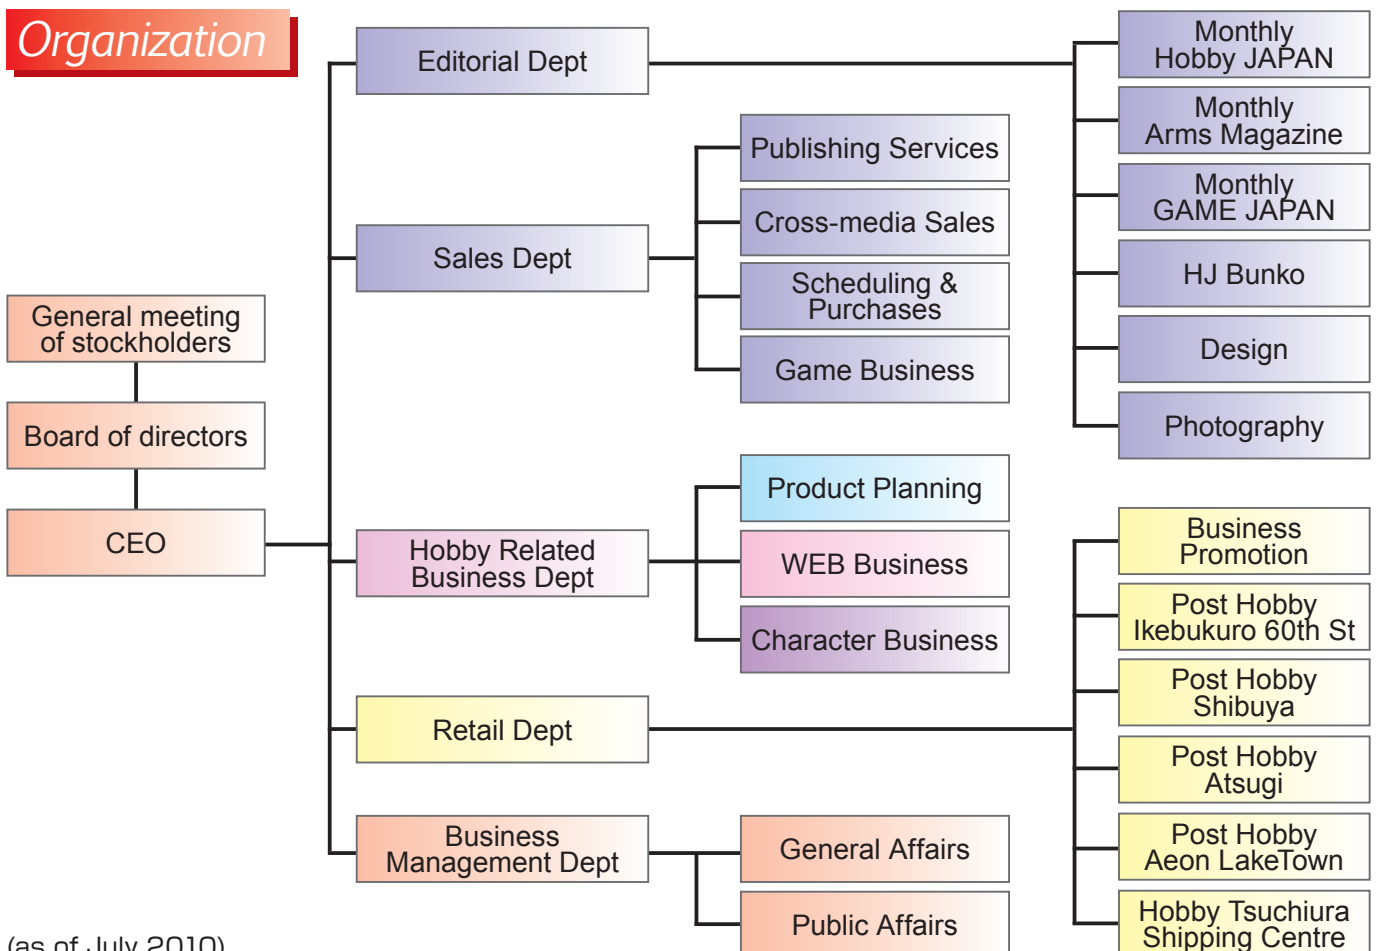 Organization
General meeting
of stockholders
Board of directors
CEO
Editorial Dept
Sales Dept
Hobby Related
Business Dept
Retail Dept
Business
Management Dept
Publishing Services
Cross-media Sales
Scheduling &
Purchases
Game Business
Product Planning
WEB Business
Character Business
General Affairs
Public Affairs
Monthly
Hobby JAPAN
Monthly
Arms Magazine
Monthly
GAME JAPAN
HJ Bunko
Design
Photography
Business
Promotion
Post Hobby
Ikebukuro 60th St
Post Hobby
Shibuya
Post Hobby
Atsugi
Post Hobby
Aeon LakeTown
Hobby Tsuchiura
Shipping Centre
(as of July 2010)